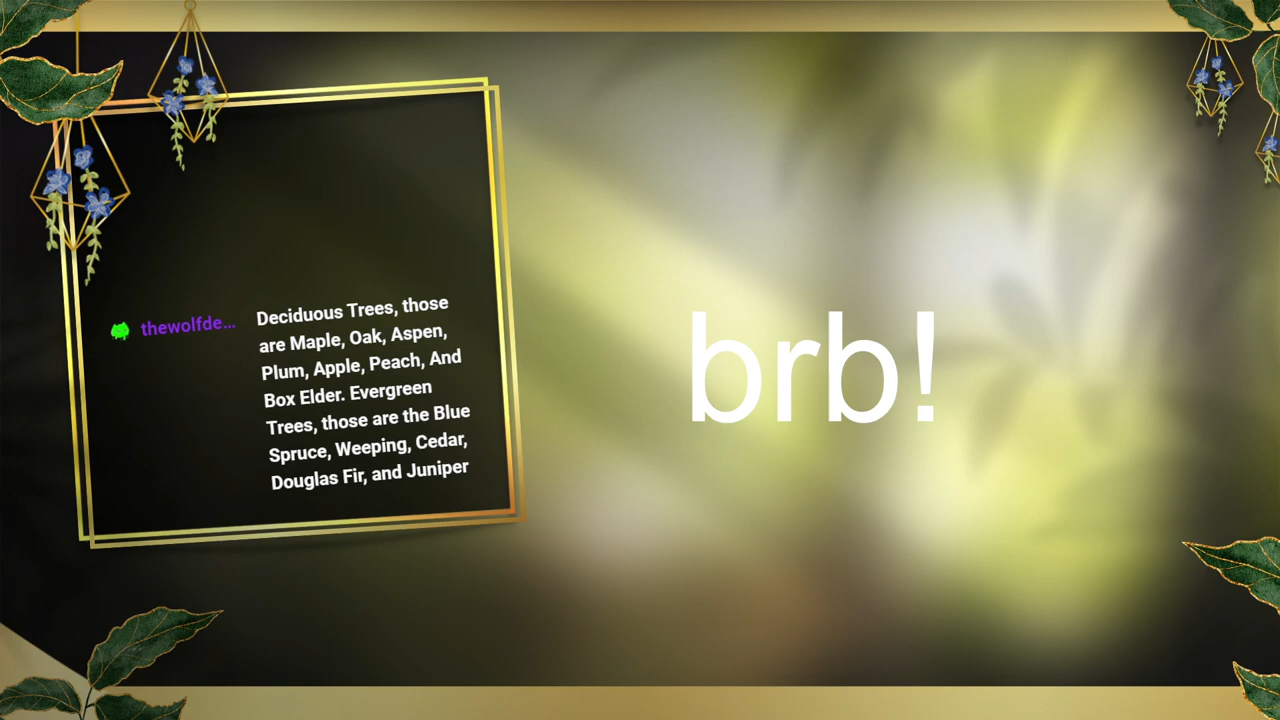 thewolfde...
Deciduous Trees, those
are Maple, Oak, Aspen,
Plum, Apple, Peach, And
Box Elder. Evergreen
Trees, those are the Blue
Spruce, Weeping, Cedar,
Douglas Fir, and Juniper
brb!